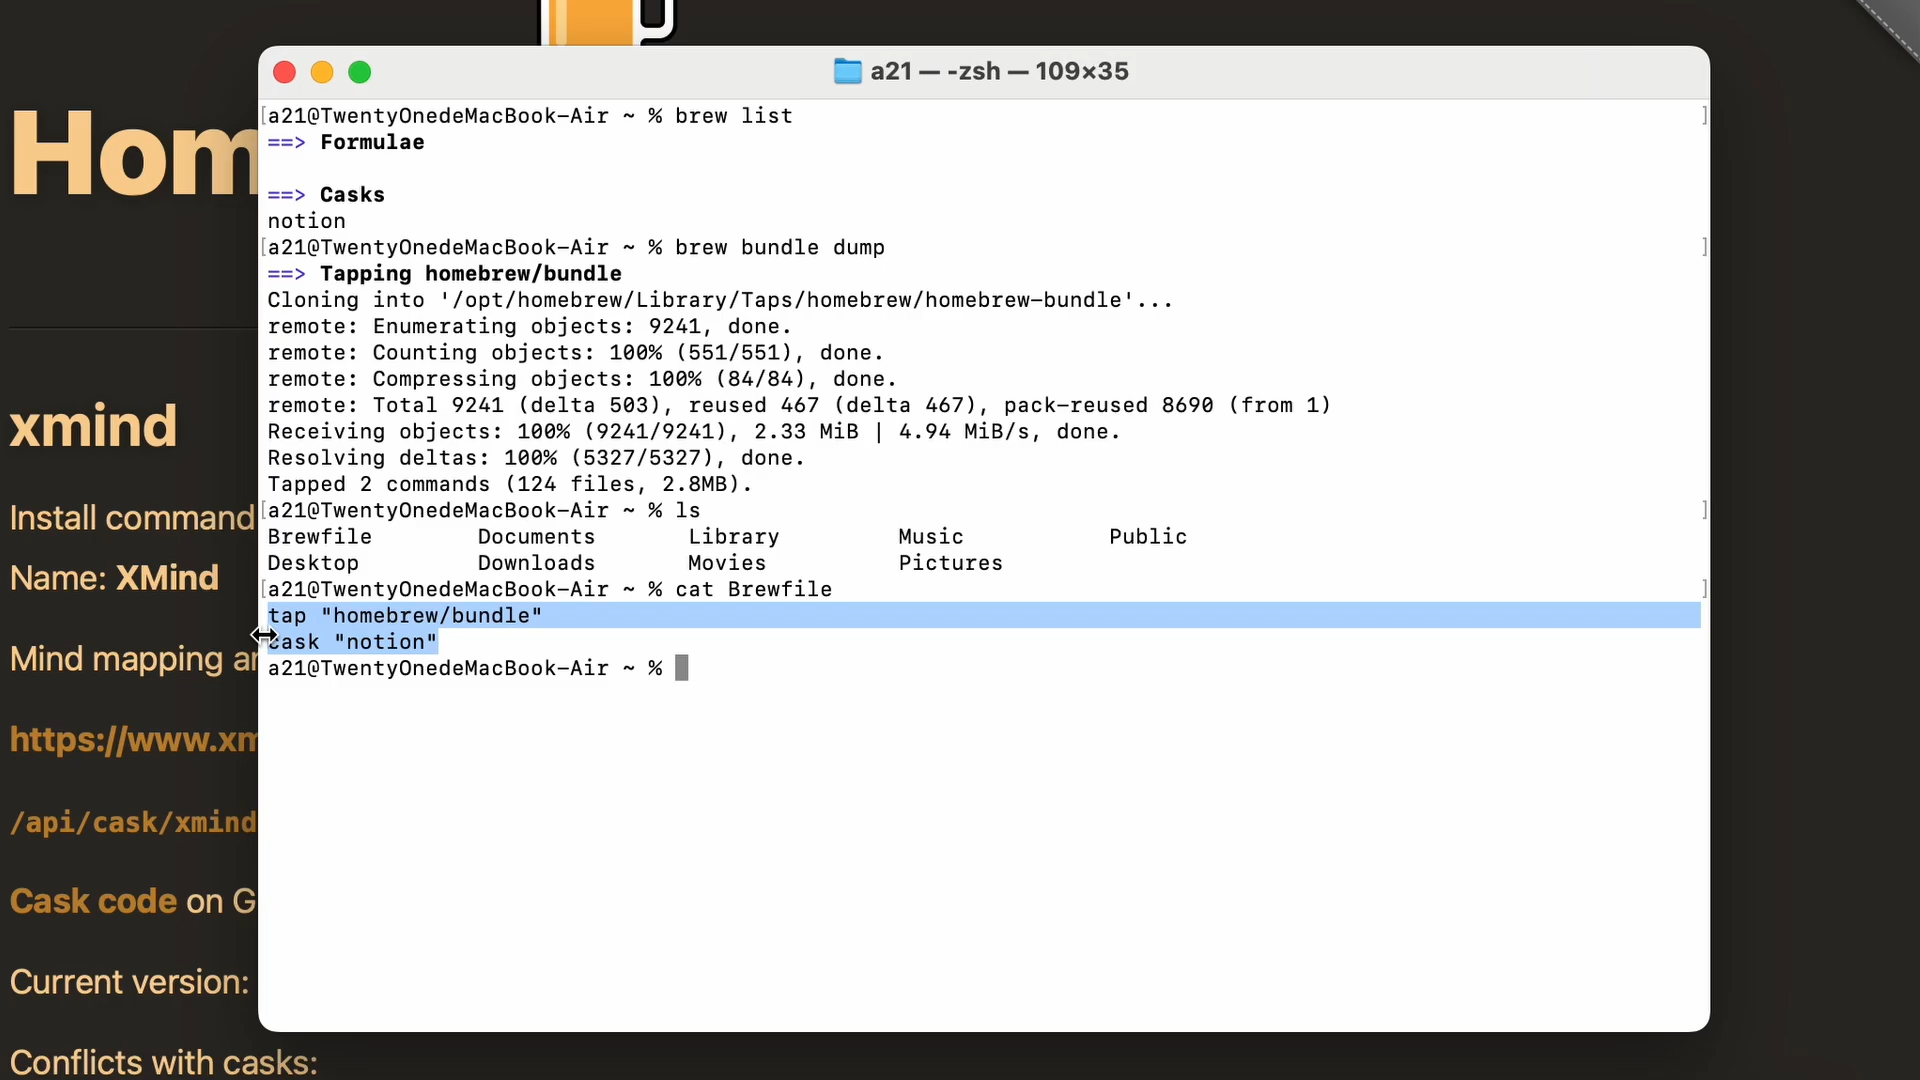 Hom
xmind
Install command
Name: XMind
Mind mapping
https://www.xm
/api/cask/xmind
Cask code on G
Current version:
Conflicts with casks:
a21 — -zsh — 109×35
[a21@TwentyOnedeMacBook-Air ~ % brew list ]
==> Formulae
==> Casks
notion
[a21@TwentyOnedeMacBook-Air ~ % brew bundle dump ]
==> Tapping homebrew/bundle
Cloning into '/opt/homebrew/Library/Taps/homebrew/homebrew-bundle'...
remote: Enumerating objects: 9241, done.
remote: Counting objects: 100% (551/551), done.
remote: Compressing objects: 100% (84/84), done.
remote: Total 9241 (delta 503), reused 467 (delta 467), pack-reused 8690 (from 1)
Receiving objects: 100% (9241/9241), 2.33 MiB | 4.94 MiB/s, done.
Resolving deltas: 100% (5327/5327), done.
Tapped 2 commands (124 files, 2.8MB).
[a21@TwentyOnedeMacBook-Air ~ % ls ]
Brewfile Documents Library Music Public
Desktop Downloads Movies Pictures
[a21@TwentyOnedeMacBook-Air ~ % cat Brewfile ]
tap "homebrew/bundle"
cask "notion"
a21@TwentyOnedeMacBook-Air ~ %